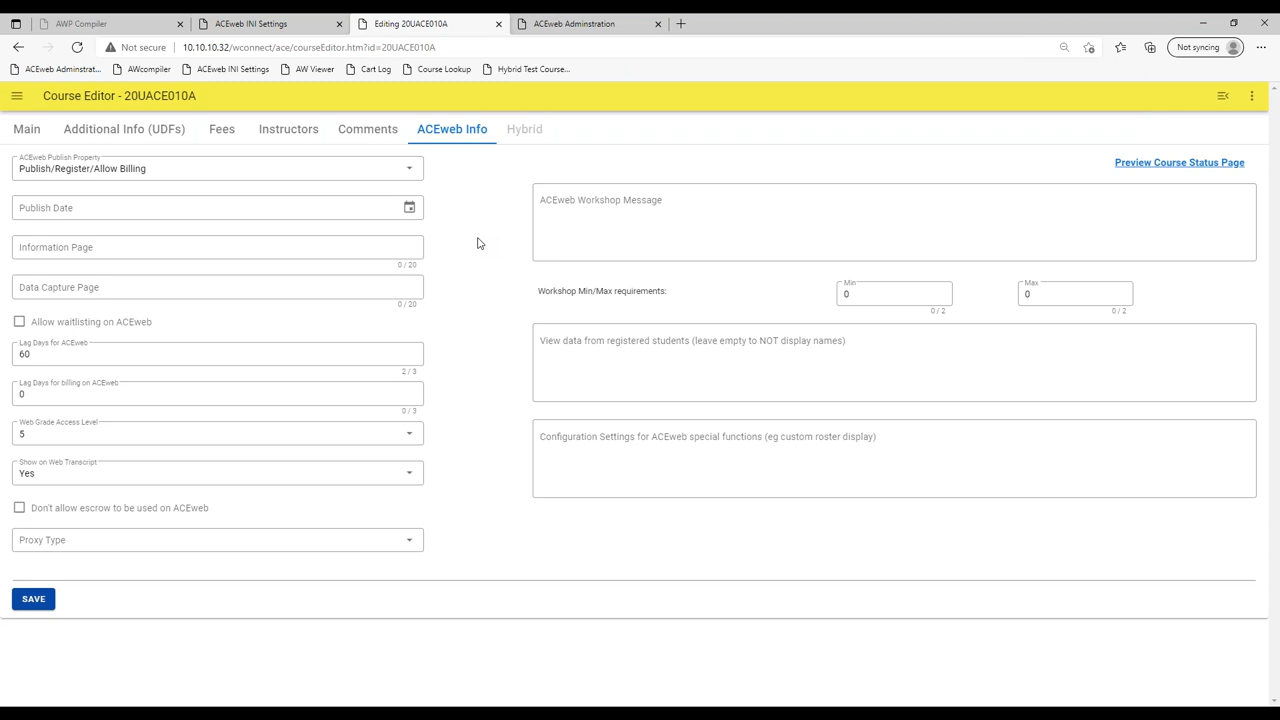 AWP Compiler
ACEweb INI Settings
Editing 20UACE010A
ACEweb Adminstration
Not secure
10.10.10.32/wconnect/ace/courseEditor.htm?id=20UACE010A
Not syncing
ACEweb Adminstrat...
AWcompiler
ACEweb INI Settings
AW Viewer
Cart Log
Course Lookup
Hybrid Test Course...
Course Editor - 20UACE010A
Main
Additional Info (UDFs)
Fees
Instructors
Comments
ACEweb Info
Hybrid
ACEweb Publish Property
Publish/Register/Allow Billing
Publish Date
Information Page
0 / 20
Data Capture Page
0 / 20
Allow waitlisting on ACEweb
Lag Days for ACEweb
60
2 / 3
Lag Days for billing on ACEweb
0
0 / 3
Web Grade Access Level
5
Show on Web Transcript
Yes
Don't allow escrow to be used on ACEweb
Proxy Type
SAVE
Preview Course Status Page
ACEweb Workshop Message
Workshop Min/Max requirements:
Min
0
0 / 2
Max
0
0 / 2
View data from registered students (leave empty to NOT display names)
Configuration Settings for ACEweb special functions (eg custom roster display)